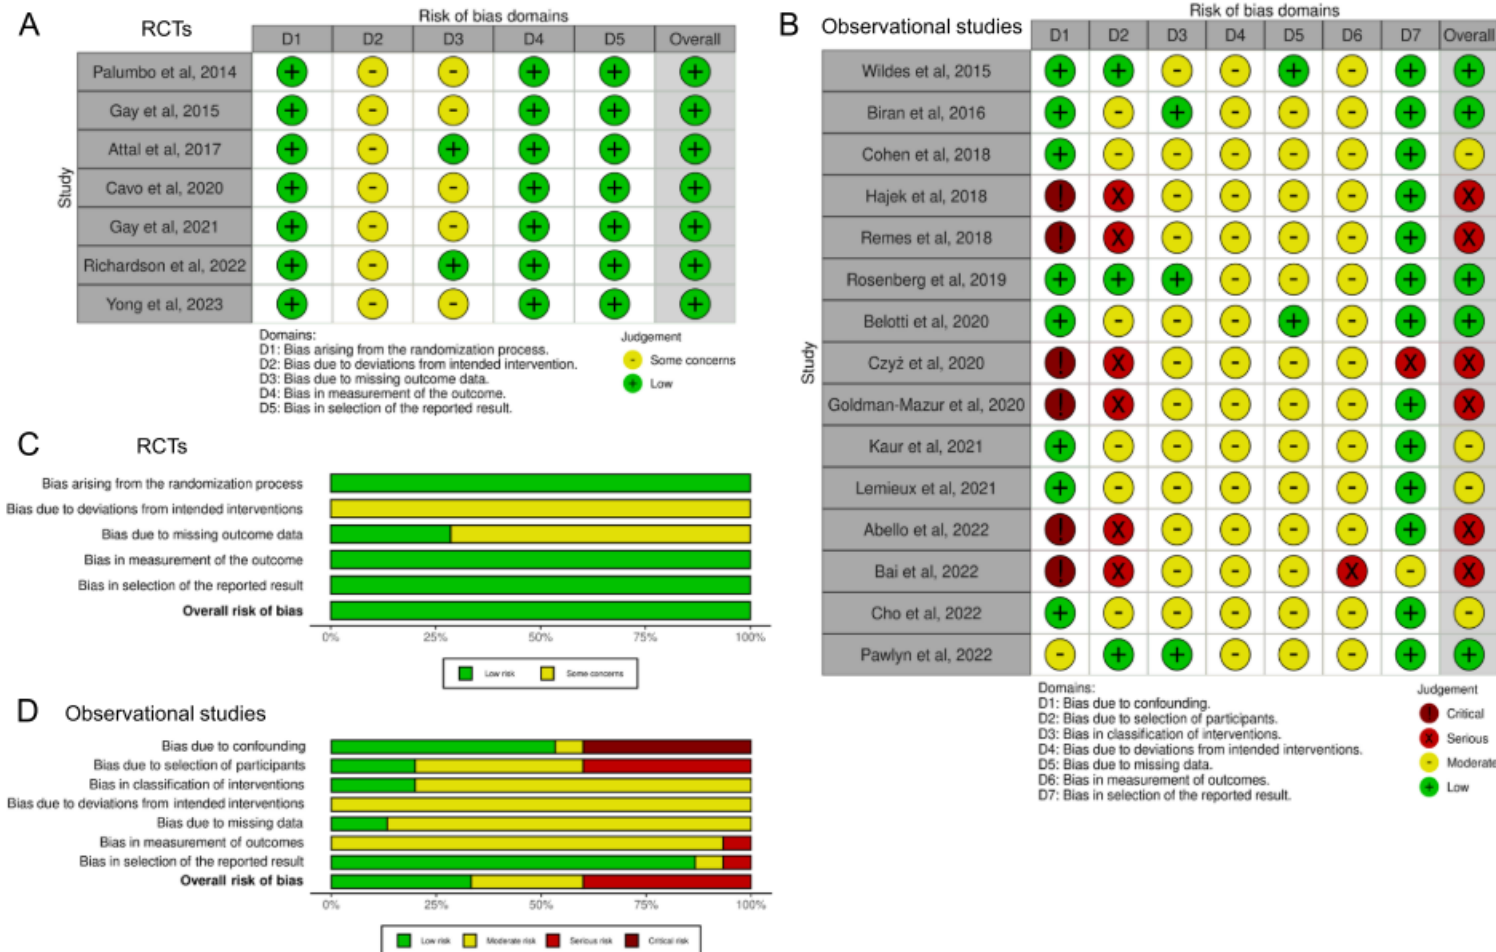 A
RCTs
Risk of bias domains
D1 D2 D3 D4 D5 Overall
Study
Palumbo et al, 2014 + - - + + +
Gay et al, 2015 + - - + + +
Attal et al, 2017 + - + + + +
Cavo et al, 2020 + - - + + +
Gay et al, 2021 + - - + + +
Richardson et al, 2022 + - + + + +
Yong et al, 2023 + - - + + +
Domains:
D1: Bias arising from the randomization process.
D2: Bias due to deviations from intended intervention.
D3: Bias due to missing outcome data.
D4: Bias in measurement of the outcome.
D5: Bias in selection of the reported result.
Judgement
- Some concerns
+ Low
B
Observational studies
Risk of bias domains
D1 D2 D3 D4 D5 D6 D7 Overall
Study
Wildes et al, 2015 + + - - + - + +
Biran et al, 2016 + - + - - - + +
Cohen et al, 2018 + - - - - - + -
Hajek et al, 2018 ! X - - - - + X
Remes et al, 2018 ! X - - - - + X
Rosenberg et al, 2019 + + + - - - + +
Belotti et al, 2020 + - - - + - + +
Czyż et al, 2020 ! X - - - - X X
Goldman-Mazur et al, 2020 ! X - - - - + X
Kaur et al, 2021 + - - - - - + -
Lemieux et al, 2021 + - - - - - + -
Abello et al, 2022 ! X - - - - + X
Bai et al, 2022 ! X - - - X - X
Cho et al, 2022 + - - - - - + -
Pawlyn et al, 2022 - + + - - - + +
Domains:
D1: Bias due to confounding.
D2: Bias due to selection of participants.
D3: Bias in classification of interventions.
D4: Bias due to deviations from intended interventions.
D5: Bias due to missing data.
D6: Bias in measurement of outcomes.
D7: Bias in selection of the reported result.
Judgement
! Critical
X Serious
- Moderate
+ Low
C
RCTs
Bias arising from the randomization process
Bias due to deviations from intended interventions
Bias due to missing outcome data
Bias in measurement of the outcome
Bias in selection of the reported result
Overall risk of bias
0% 25% 50% 75% 100%
Low risk Some concerns
D
Observational studies
Bias due to confounding
Bias due to selection of participants
Bias in classification of interventions
Bias due to deviations from intended interventions
Bias due to missing data
Bias in measurement of outcomes
Bias in selection of the reported result
Overall risk of bias
0% 25% 50% 75% 100%
Low risk Moderate risk Serious risk Critical risk